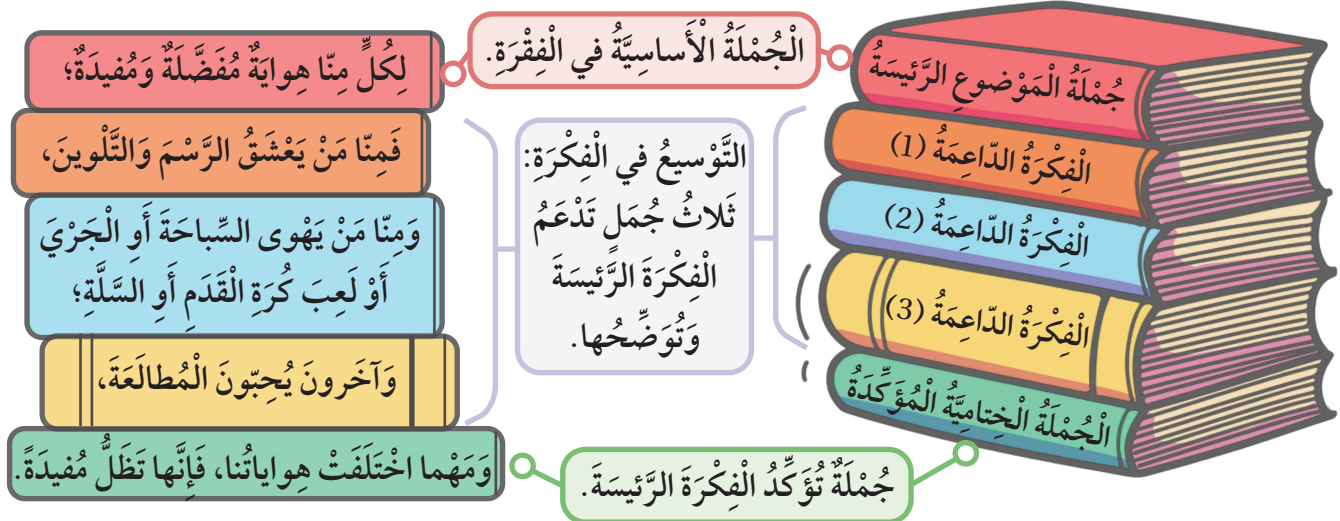 جُمْلَةُ الْمَوْضوعِ الرَّئيسَةُ
الْفِكْرَةُ الدّاعِمَةُ (1)
الْفِكْرَةُ الدّاعِمَةُ (2)
الْفِكْرَةُ الدّاعِمَةُ (3)
الْجُمْلَةُ الْخِتامِيَّةُ الْمُؤَكِّدَةُ
الْجُمْلَةُ الْأَساسِيَّةُ في الْفِقْرَةِ.
التَّوْسيعُ في الْفِكْرَةِ:
ثَلاثُ جُمَلٍ تَدْعَمُ
الْفِكْرَةَ الرَّئيسَةَ
وَتُوَضِّحُها.
جُمْلَةٌ تُؤَكِّدُ الْفِكْرَةَ الرَّئيسَةَ.
لِكُلٍّ مِنّا هِوايَةٌ مُفَضَّلَةٌ وَمُفيدَةٌ؛
فَمِنّا مَنْ يَعْشَقُ الرَّسْمَ وَالتَّلْوينَ،
وَمِنّا مَنْ يَهْوى السِّباحَةَ أَوِ الْجَرْيَ
أَوْ لَعِبَ كُرَةِ الْقَدَمِ أَوِ السَّلَّةِ؛
وَآخَرونَ يُحِبّونَ الْمُطالَعَةَ،
وَمَهْما اخْتَلَفَتْ هِواياتُنا، فَإِنَّها تَظَلُّ مُفيدَةً.